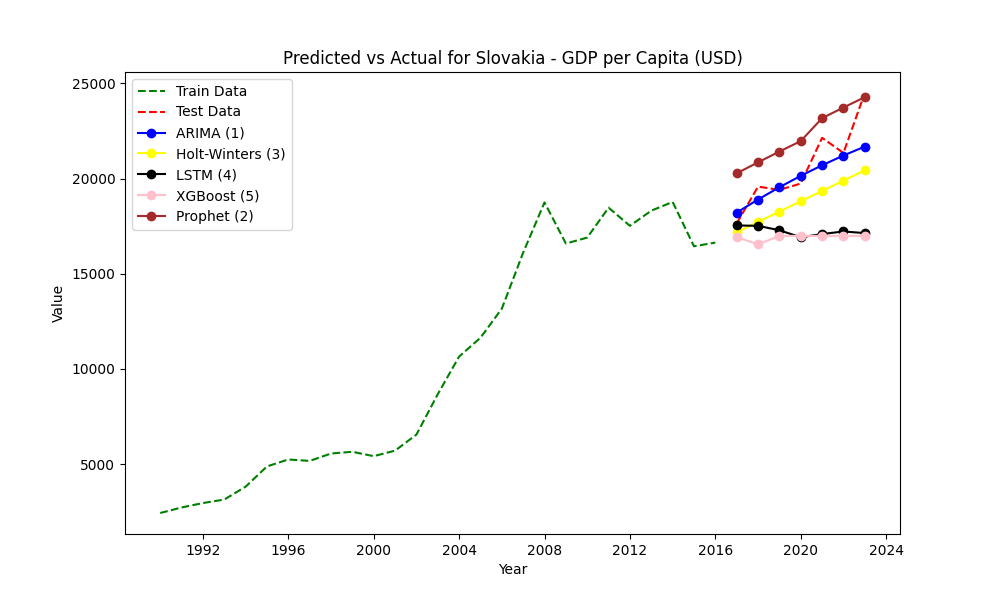 Predicted vs Actual for Slovakia - GDP per Capita (USD)
25000
20000
15000
10000
5000
Value
Train Data
Test Data
ARIMA (1)
Holt-Winters (3)
LSTM (4)
XGBoost (5)
Prophet (2)
1992 1996 2000 2004 2008 2012 2016 2020 2024
Year